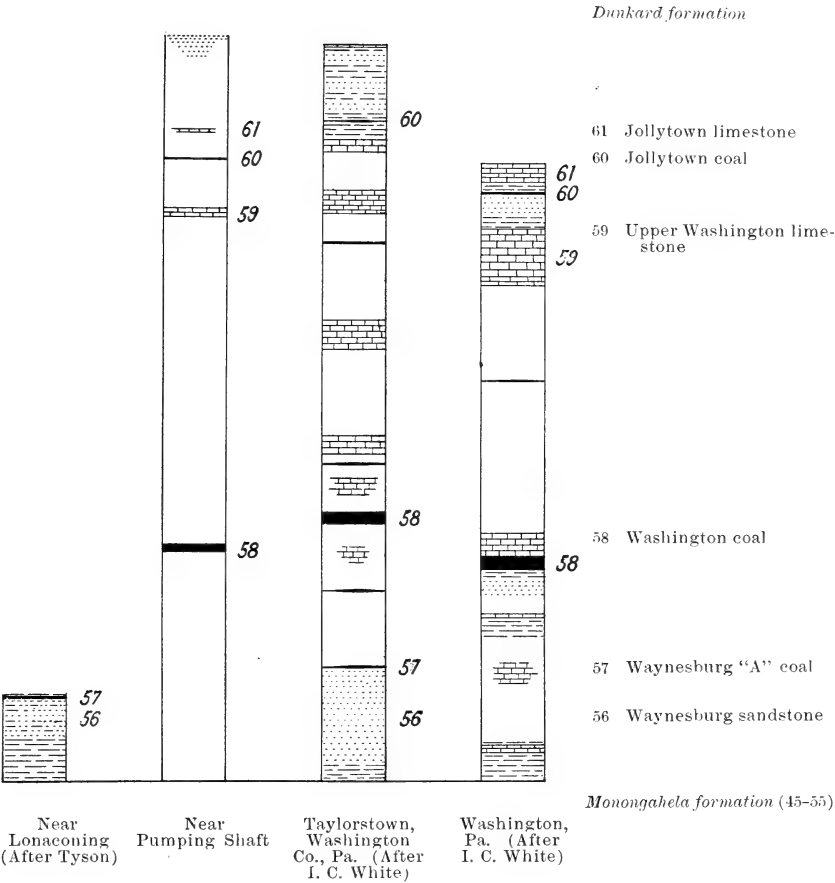 Dunkard formation
61
60
59
58
60
58
57
56
61
60
59
58
57
56
61 Jollytown limestone
60 Jollytown coal
59 Upper Washington lime-
stone
58 Washington coal
57 Waynesburg "A" coal
56 Waynesburg sandstone
Monongahela formation (45-55)
Near
Lonaconing
(After Tyson)
Near
Pumping Shaft
Taylorstown,
Washington
Co., Pa. (After
I. C. White)
Washington,
Pa. (After
I. C. White)